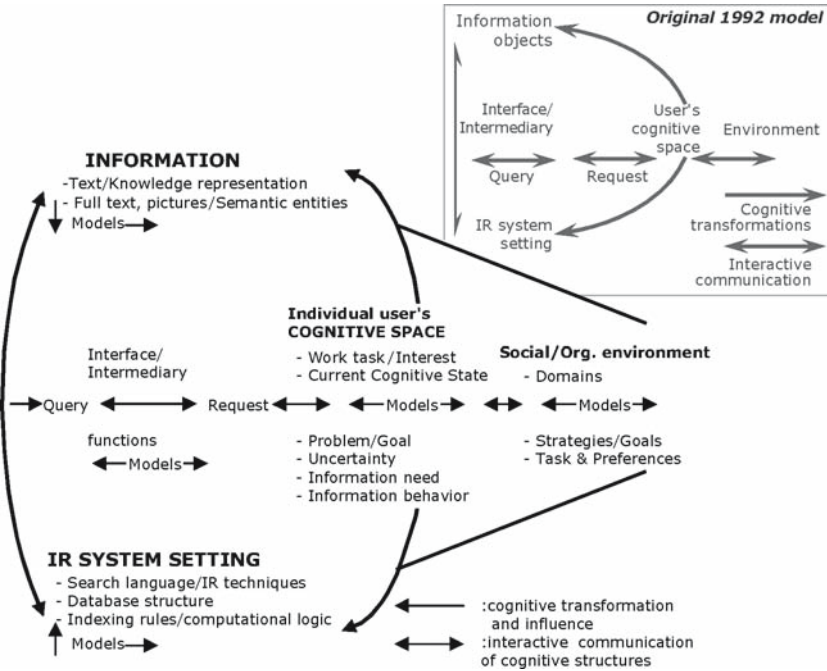 Original 1992 model
Information
objects
Interface/
Intermediary
User's
cognitive
space
Environment
Query
Request
IR system
setting
Cognitive
transformations
Interactive
communication
INFORMATION
-Text/Knowledge representation
- Full text, pictures/Semantic entities
Models
Individual user's
COGNITIVE SPACE
- Work task/Interest
- Current Cognitive State
Social/Org. environment
- Domains
Interface/
Intermediary
Query
Request
Models
Models
functions
Models
- Problem/Goal
- Uncertainty
- Information need
- Information behavior
- Strategies/Goals
- Task & Preferences
IR SYSTEM SETTING
- Search language/IR techniques
- Database structure
- Indexing rules/computational logic
Models
:cognitive transformation
and influence
:interactive communication
of cognitive structures